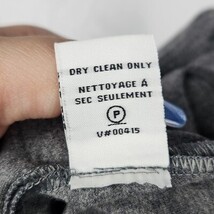 DRY CLEAN ONLY
NETTOYAGE À
SEC SEULEMENT
P
V#00415